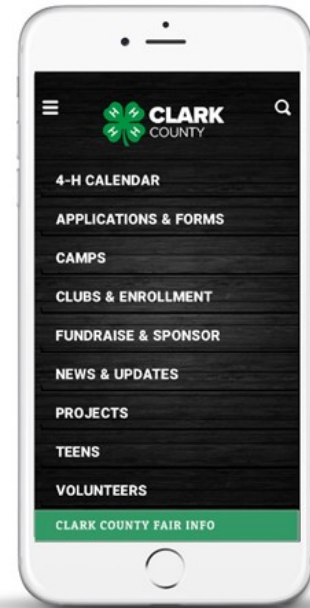 H H
H H
CLARK
COUNTY
4-H CALENDAR
APPLICATIONS & FORMS
CAMPS
CLUBS & ENROLLMENT
FUNDRAISE & SPONSOR
NEWS & UPDATES
PROJECTS
TEENS
VOLUNTEERS
CLARK COUNTY FAIR INFO